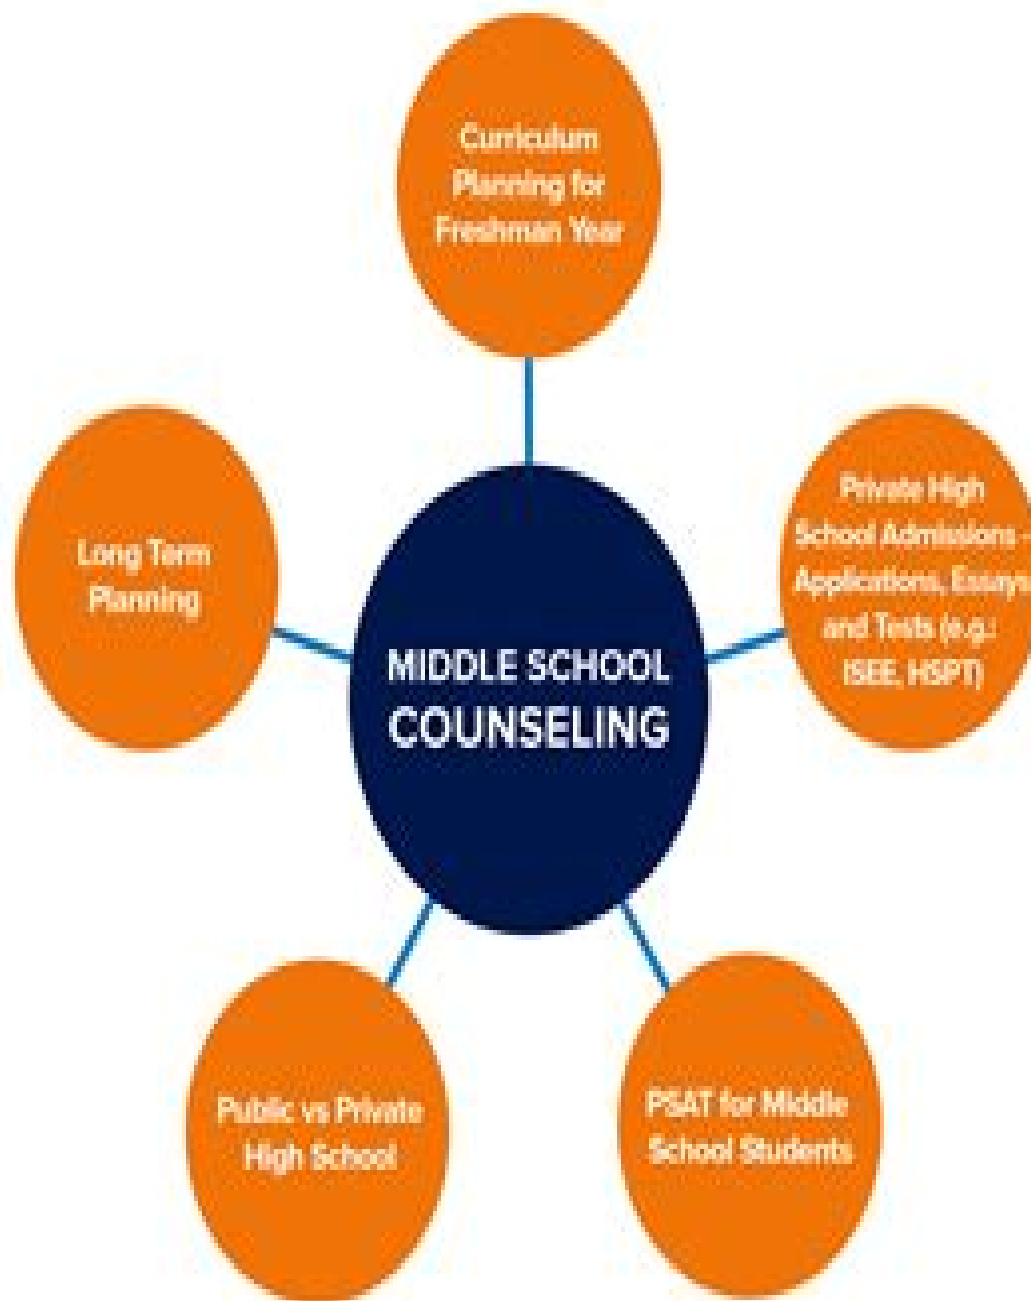 Curriculum
Planning for
Freshman Year
Private High
School Admissions -
Applications, Essays
and Tests (e.g.:
ISEE, HSPT)
Long Term
Planning
MIDDLE SCHOOL
COUNSELING
Public vs Private
High School
PSAT for Middle
School Students